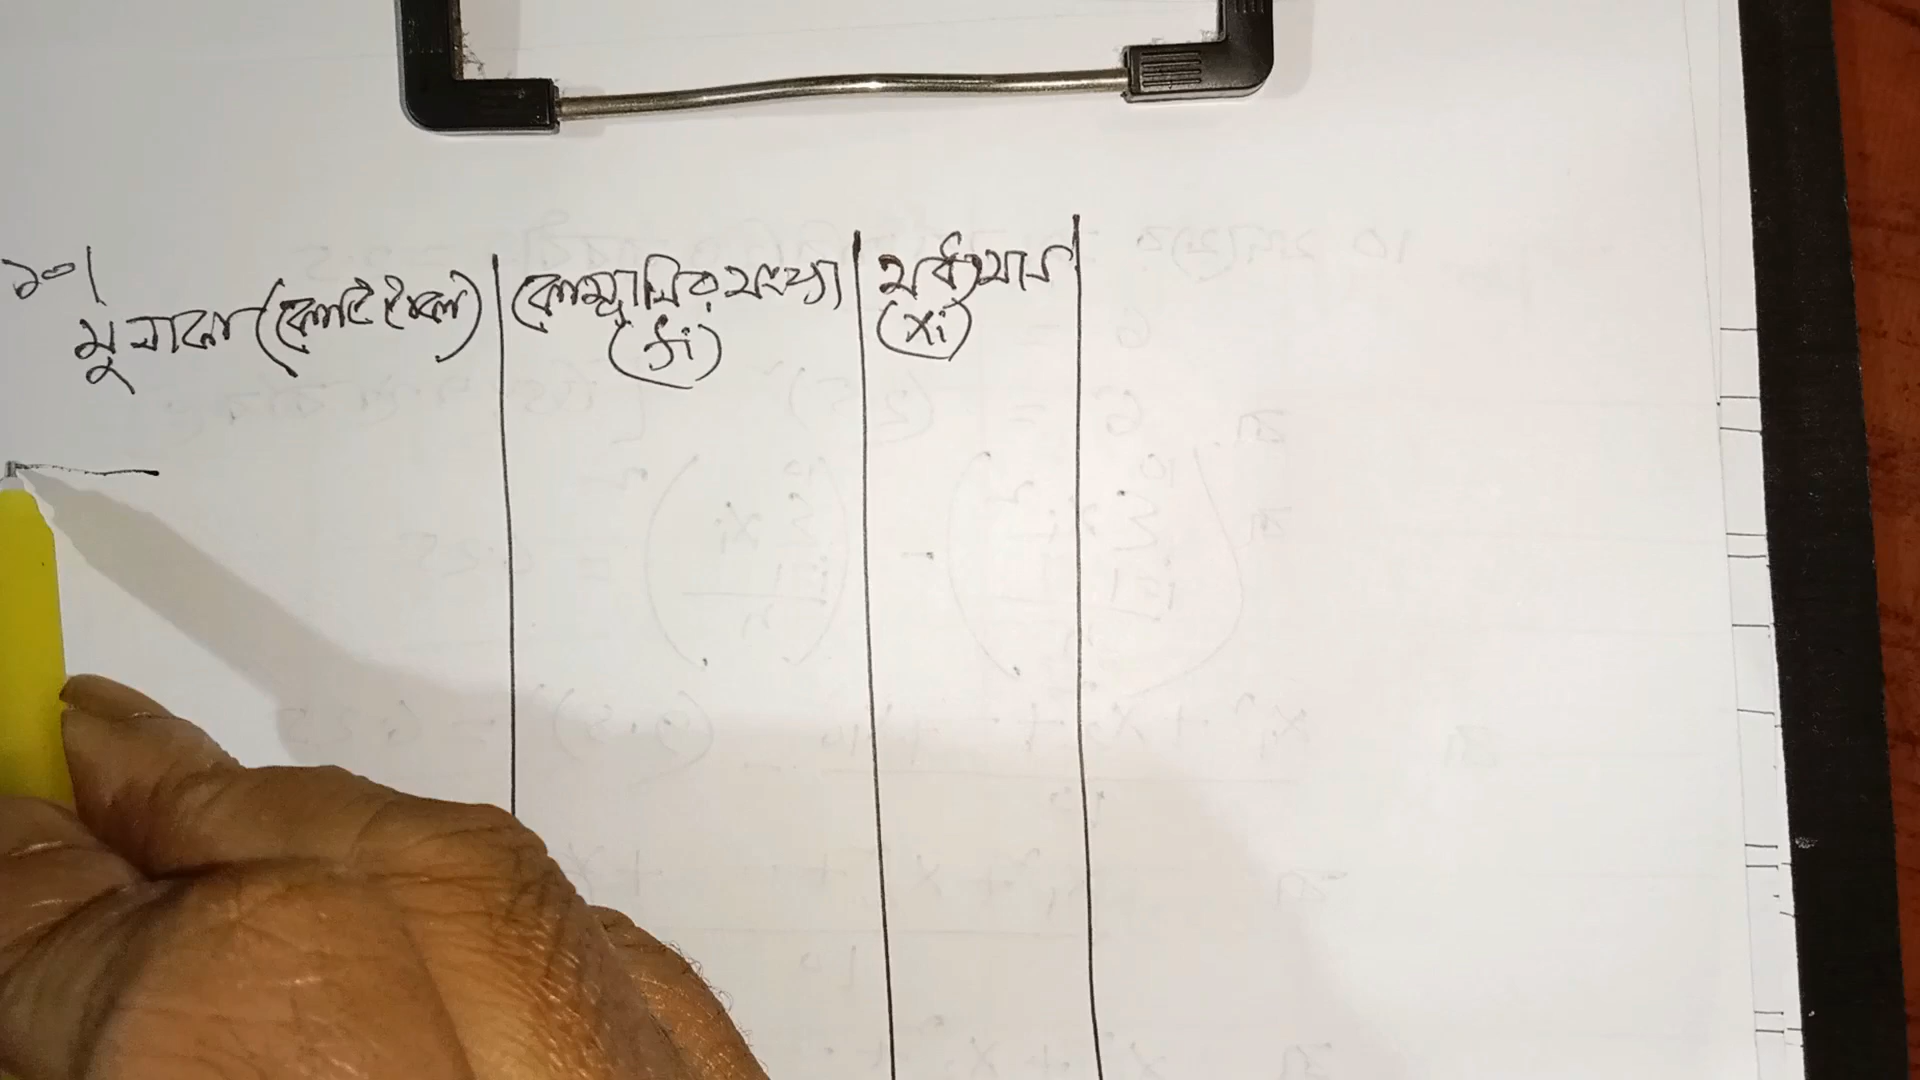 ১০।
মুনাফা (কোটি টাকা) কোম্পানির সংখ্যা মধ্যমান
(fi) (xi)